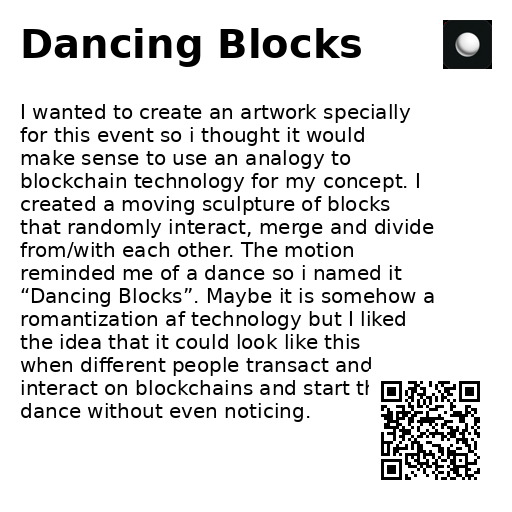 Dancing Blocks
I wanted to create an artwork specially
for this event so i thought it would
make sense to use an analogy to
blockchain technology for my concept. I
created a moving sculpture of blocks
that randomly interact, merge and divide
from/with each other. The motion
reminded me of a dance so i named it
“Dancing Blocks”. Maybe it is somehow a
romantization af technology but I liked
the idea that it could look like this
when different people transact and
interact on blockchains and start
dance without even noticing.